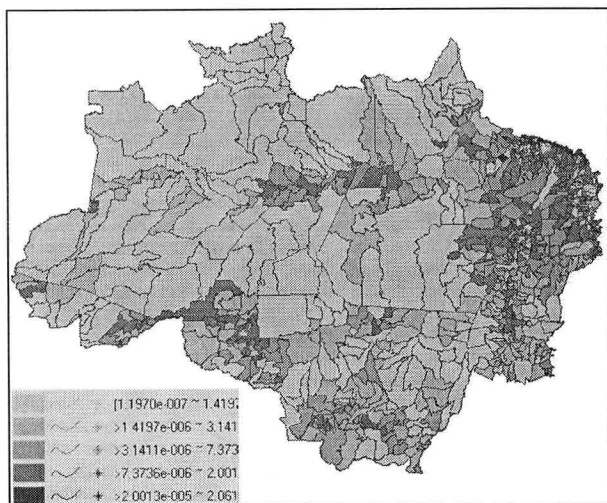 [1.1970e-007 ~ 1.4197
>1.4197e-006 ~ 3.141
>3.1411e-006 ~ 7.373
>7.3736e-006 ~ 2.001
>2.0013e-005 ~ 2.061